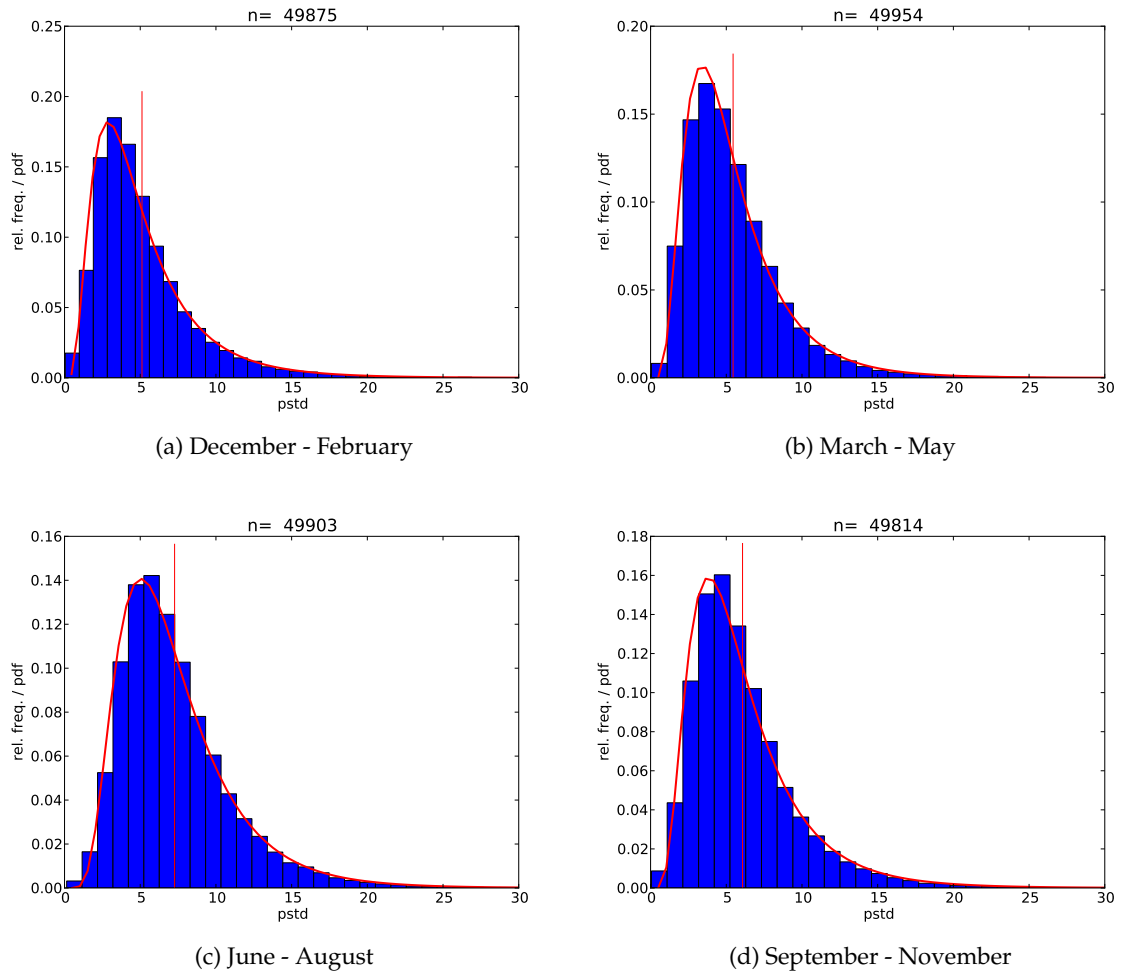 n= 49875
0.25
0.20
0.15
0.10
0.05
0.00
rel. freq. / pdf
0 5 10 15 20 25 30
pstd
(a) December - February
n= 49954
0.20
0.15
0.10
0.05
0.00
rel. freq. / pdf
0 5 10 15 20 25 30
pstd
(b) March - May
n= 49903
0.16
0.14
0.12
0.10
0.08
0.06
0.04
0.02
0.00
rel. freq. / pdf
0 5 10 15 20 25 30
pstd
(c) June - August
n= 49814
0.18
0.16
0.14
0.12
0.10
0.08
0.06
0.04
0.02
0.00
rel. freq. / pdf
0 5 10 15 20 25 30
pstd
(d) September - November